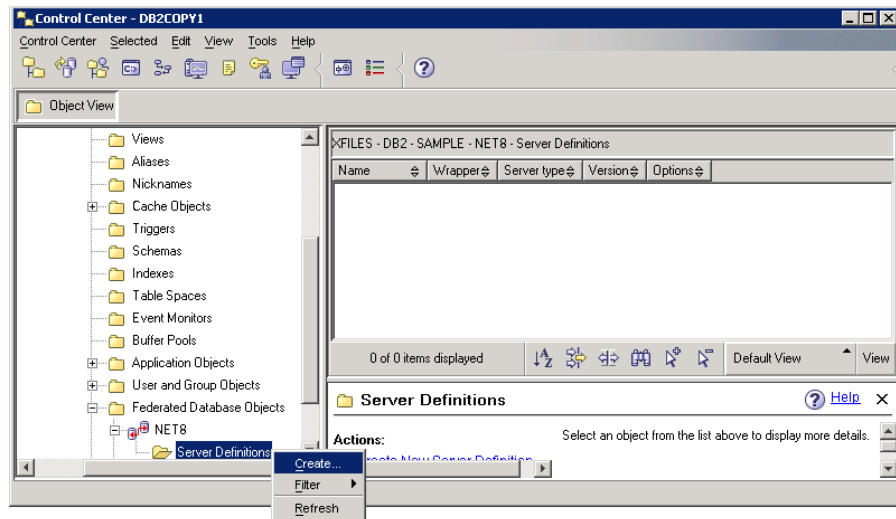 Control Center - DB2COPY1
Control Center Selected Edit View Tools Help
Object View
Views
Aliases
Nicknames
Cache Objects
Triggers
Schemas
Indexes
Table Spaces
Event Monitors
Buffer Pools
Application Objects
User and Group Objects
Federated Database Objects
NET8
Server Definitions
Create...
Filter
Refresh
XFILES - DB2 - SAMPLE - NET8 - Server Definitions
Name Wrapper Server type Version Options
0 of 0 items displayed Default View View
Server Definitions Help
Actions:
Select an object from the list above to display more details.
Create New Server Definition